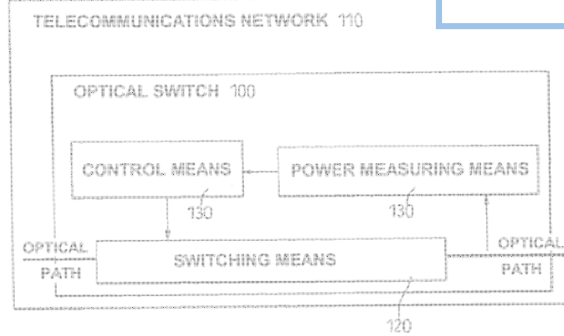 TELECOMMUNICATIONS NETWORK 110
OPTICAL SWITCH 100
CONTROL MEANS
POWER MEASURING MEANS
130
130
OPTICAL
PATH
SWITCHING MEANS
OPTICAL
PATH
120